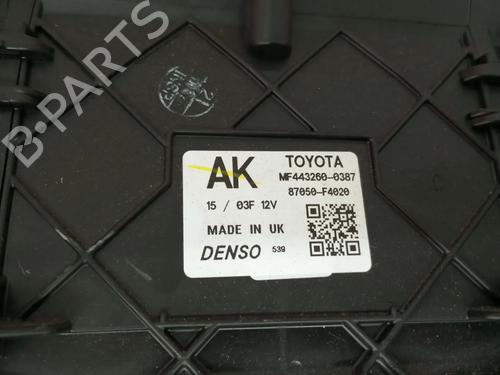 AK
TOYOTA
MF443260-0387
87050-F4020
15 / 03F 12V
MADE IN UK
DENSO 539
B-PARTS